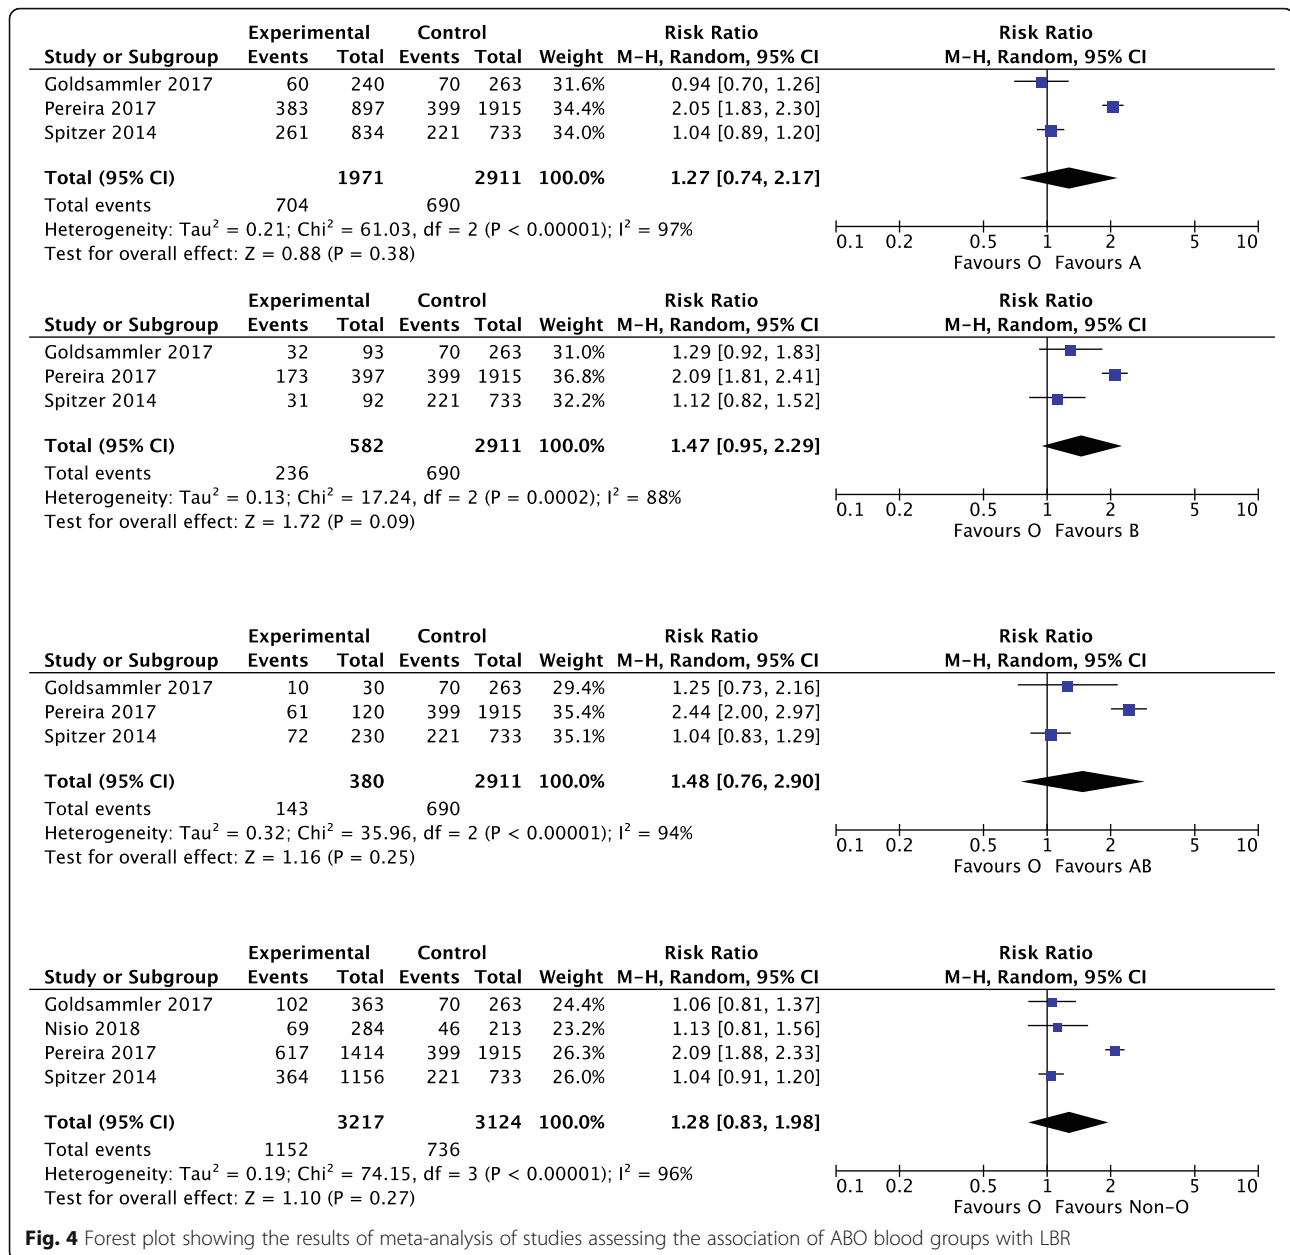 Experimental Control Risk Ratio Risk Ratio
Study or Subgroup Events Total Events Total Weight M-H, Random, 95% CI M-H, Random, 95% CI
Goldsammler 2017 60 240 70 263 31.6% 0.94 [0.70, 1.26]
Pereira 2017 383 897 399 1915 34.4% 2.05 [1.83, 2.30]
Spitzer 2014 261 834 221 733 34.0% 1.04 [0.89, 1.20]
Total (95% CI) 1971 2911 100.0% 1.27 [0.74, 2.17]
Total events 704 690
Heterogeneity: Tau² = 0.21; Chi² = 61.03, df = 2 (P < 0.00001); I² = 97%
Test for overall effect: Z = 0.88 (P = 0.38)
0.1 0.2 0.5 1 2 5 10
Favours O Favours A
Experimental Control Risk Ratio Risk Ratio
Study or Subgroup Events Total Events Total Weight M-H, Random, 95% CI M-H, Random, 95% CI
Goldsammler 2017 32 93 70 263 31.0% 1.29 [0.92, 1.83]
Pereira 2017 173 397 399 1915 36.8% 2.09 [1.81, 2.41]
Spitzer 2014 31 92 221 733 32.2% 1.12 [0.82, 1.52]
Total (95% CI) 582 2911 100.0% 1.47 [0.95, 2.29]
Total events 236 690
Heterogeneity: Tau² = 0.13; Chi² = 17.24, df = 2 (P = 0.0002); I² = 88%
Test for overall effect: Z = 1.72 (P = 0.09)
0.1 0.2 0.5 1 2 5 10
Favours O Favours B
Experimental Control Risk Ratio Risk Ratio
Study or Subgroup Events Total Events Total Weight M-H, Random, 95% CI M-H, Random, 95% CI
Goldsammler 2017 10 30 70 263 29.4% 1.25 [0.73, 2.16]
Pereira 2017 61 120 399 1915 35.4% 2.44 [2.00, 2.97]
Spitzer 2014 72 230 221 733 35.1% 1.04 [0.83, 1.29]
Total (95% CI) 380 2911 100.0% 1.48 [0.76, 2.90]
Total events 143 690
Heterogeneity: Tau² = 0.32; Chi² = 35.96, df = 2 (P < 0.00001); I² = 94%
Test for overall effect: Z = 1.16 (P = 0.25)
0.1 0.2 0.5 1 2 5 10
Favours O Favours AB
Experimental Control Risk Ratio Risk Ratio
Study or Subgroup Events Total Events Total Weight M-H, Random, 95% CI M-H, Random, 95% CI
Goldsammler 2017 102 363 70 263 24.4% 1.06 [0.81, 1.37]
Nisio 2018 69 284 46 213 23.2% 1.13 [0.81, 1.56]
Pereira 2017 617 1414 399 1915 26.3% 2.09 [1.88, 2.33]
Spitzer 2014 364 1156 221 733 26.0% 1.04 [0.91, 1.20]
Total (95% CI) 3217 3124 100.0% 1.28 [0.83, 1.98]
Total events 1152 736
Heterogeneity: Tau² = 0.19; Chi² = 74.15, df = 3 (P < 0.00001); I² = 96%
Test for overall effect: Z = 1.10 (P = 0.27)
0.1 0.2 0.5 1 2 5 10
Favours O Favours Non-O
Fig. 4 Forest plot showing the results of meta-analysis of studies assessing the association of ABO blood groups with LBR